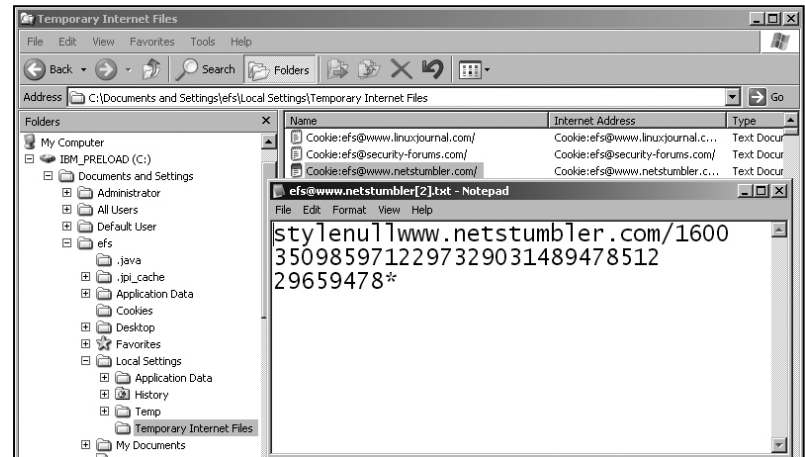 Temporary Internet Files
File Edit View Favorites Tools Help
Back Search Folders
Address C:\Documents and Settings\efs\Local Settings\Temporary Internet Files Go
Folders x Name Internet Address Type
My Computer
IBM_PRELOAD (C:)
Documents and Settings
Administrator
All Users
Default User
efs
.java
.jpi_cache
Application Data
Cookies
Desktop
Favorites
Local Settings
Application Data
History
Temp
Temporary Internet Files
My Documents
Cookie:efs@www.linuxjournal.com/ Cookie:efs@www.linuxjournal.c... Text Docur
Cookie:efs@security-forums.com/ Cookie:efs@security-forums.com/ Text Docur
Cookie:efs@www.netstumbler.com/ Cookie:efs@www.netstumbler.c... Text Docur
efs@www.netstumbler[2].txt - Notepad
File Edit Format View Help
stylenullwww.netstumbler.com/1600
350985971229732903148947851​2
29659478*